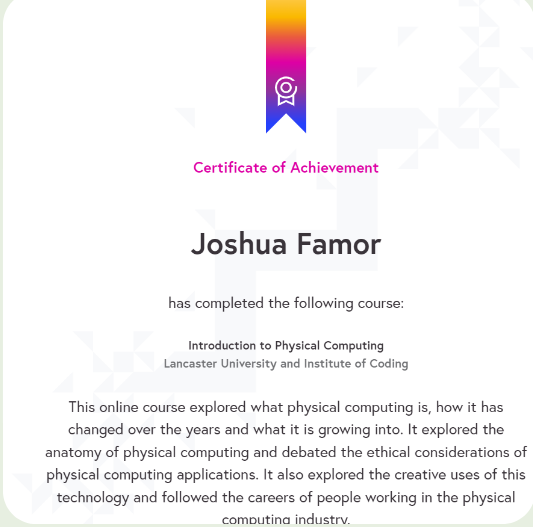 Certificate of Achievement
Joshua Famor
has completed the following course:
Introduction to Physical Computing
Lancaster University and Institute of Coding
This online course explored what physical computing is, how it has
changed over the years and what it is growing into. It explored the
anatomy of physical computing and debated the ethical considerations of
physical computing applications. It also explored the creative uses of this
technology and followed the careers of people working in the physical
computing industry.